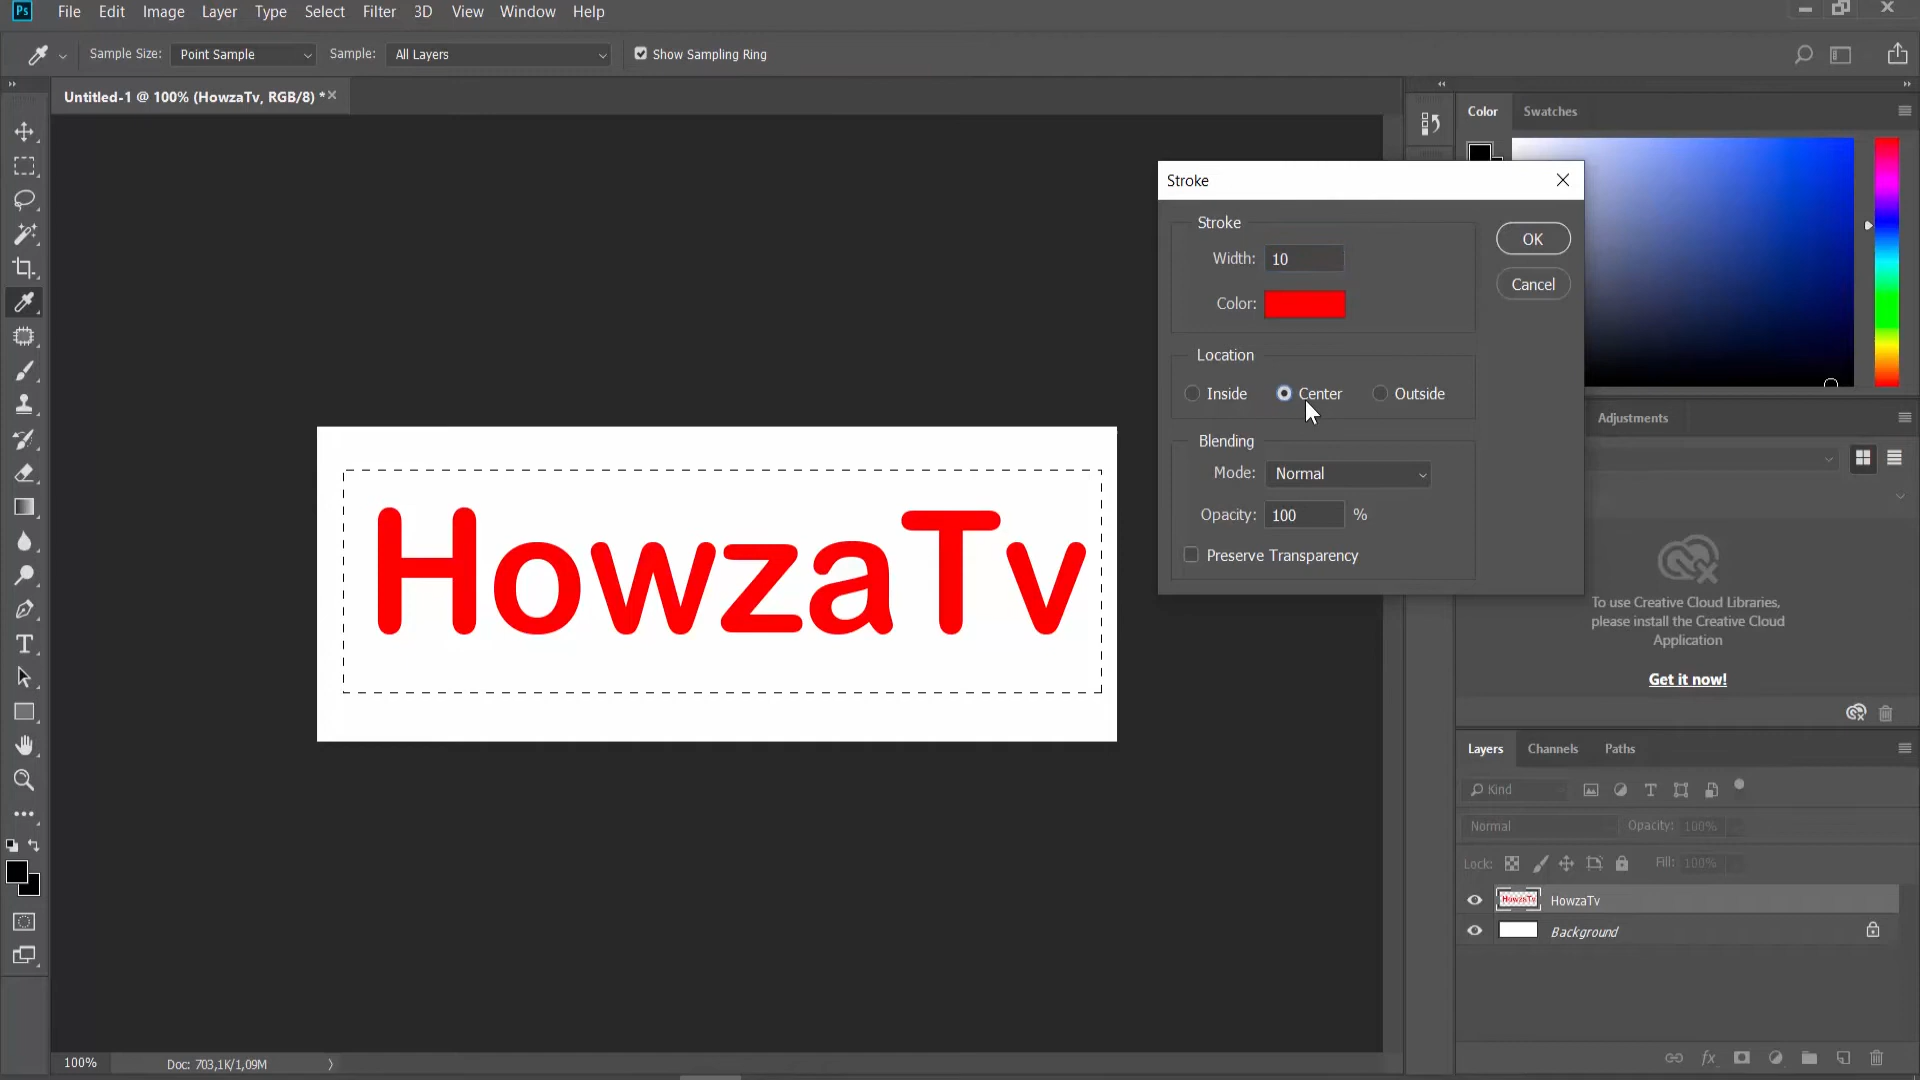 Ps File Edit Image Layer Type Select Filter 3D View Window Help
Sample Size: Point Sample Sample: All Layers Show Sampling Ring
Untitled-1 @ 100% (HowzaTv, RGB/8) *
Color Swatches
Stroke
Stroke
Width: 10
OK
Color:
Cancel
Location
Inside Center Outside
Adjustments
Blending
Mode: Normal
Opacity: 100 %
Preserve Transparency
HowzaTv
To use Creative Cloud Libraries,
please install the Creative Cloud
Application
Get it now!
Layers Channels Paths
Kind
Normal Opacity: 100%
Lock: Fill: 100%
HowzaTv HowzaTv
Background
100% Doc: 703,1K/1,09M